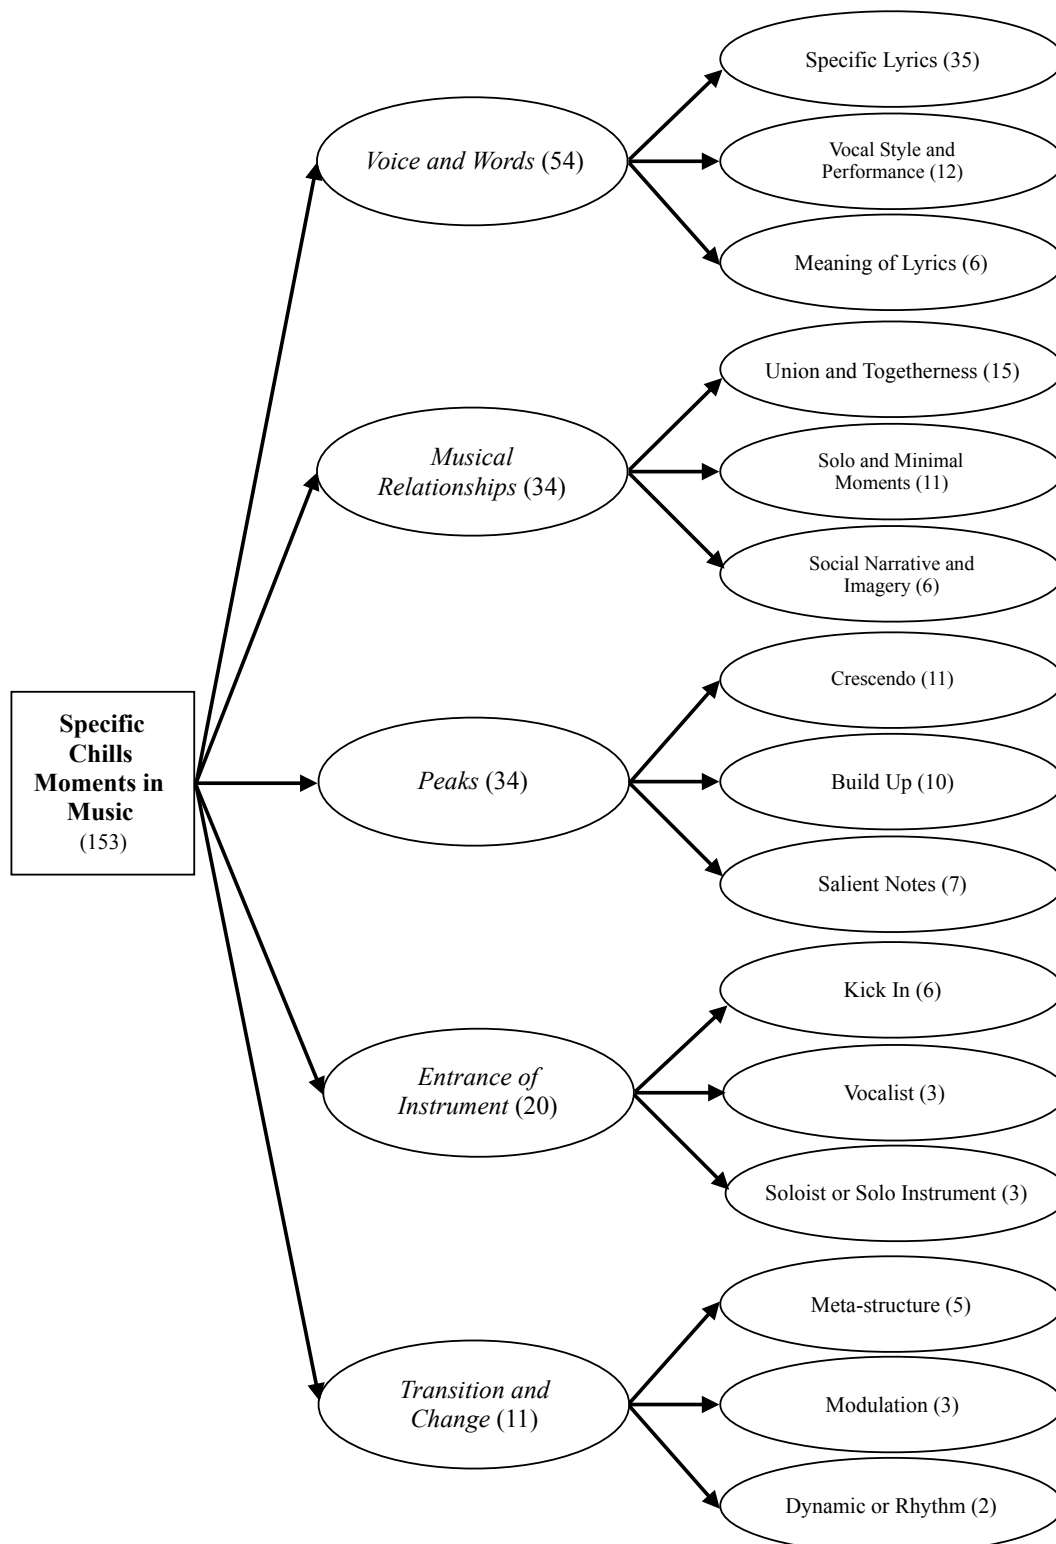 Specific Lyrics (35)
Voice and Words (54)
Vocal Style and
Performance (12)
Meaning of Lyrics (6)
Union and Togetherness (15)
Musical
Relationships (34)
Solo and Minimal
Moments (11)
Social Narrative and
Imagery (6)
Crescendo (11)
Specific
Chills
Moments in
Music
(153)
Peaks (34)
Build Up (10)
Salient Notes (7)
Kick In (6)
Entrance of
Instrument (20)
Vocalist (3)
Soloist or Solo Instrument (3)
Meta-structure (5)
Transition and
Change (11)
Modulation (3)
Dynamic or Rhythm (2)